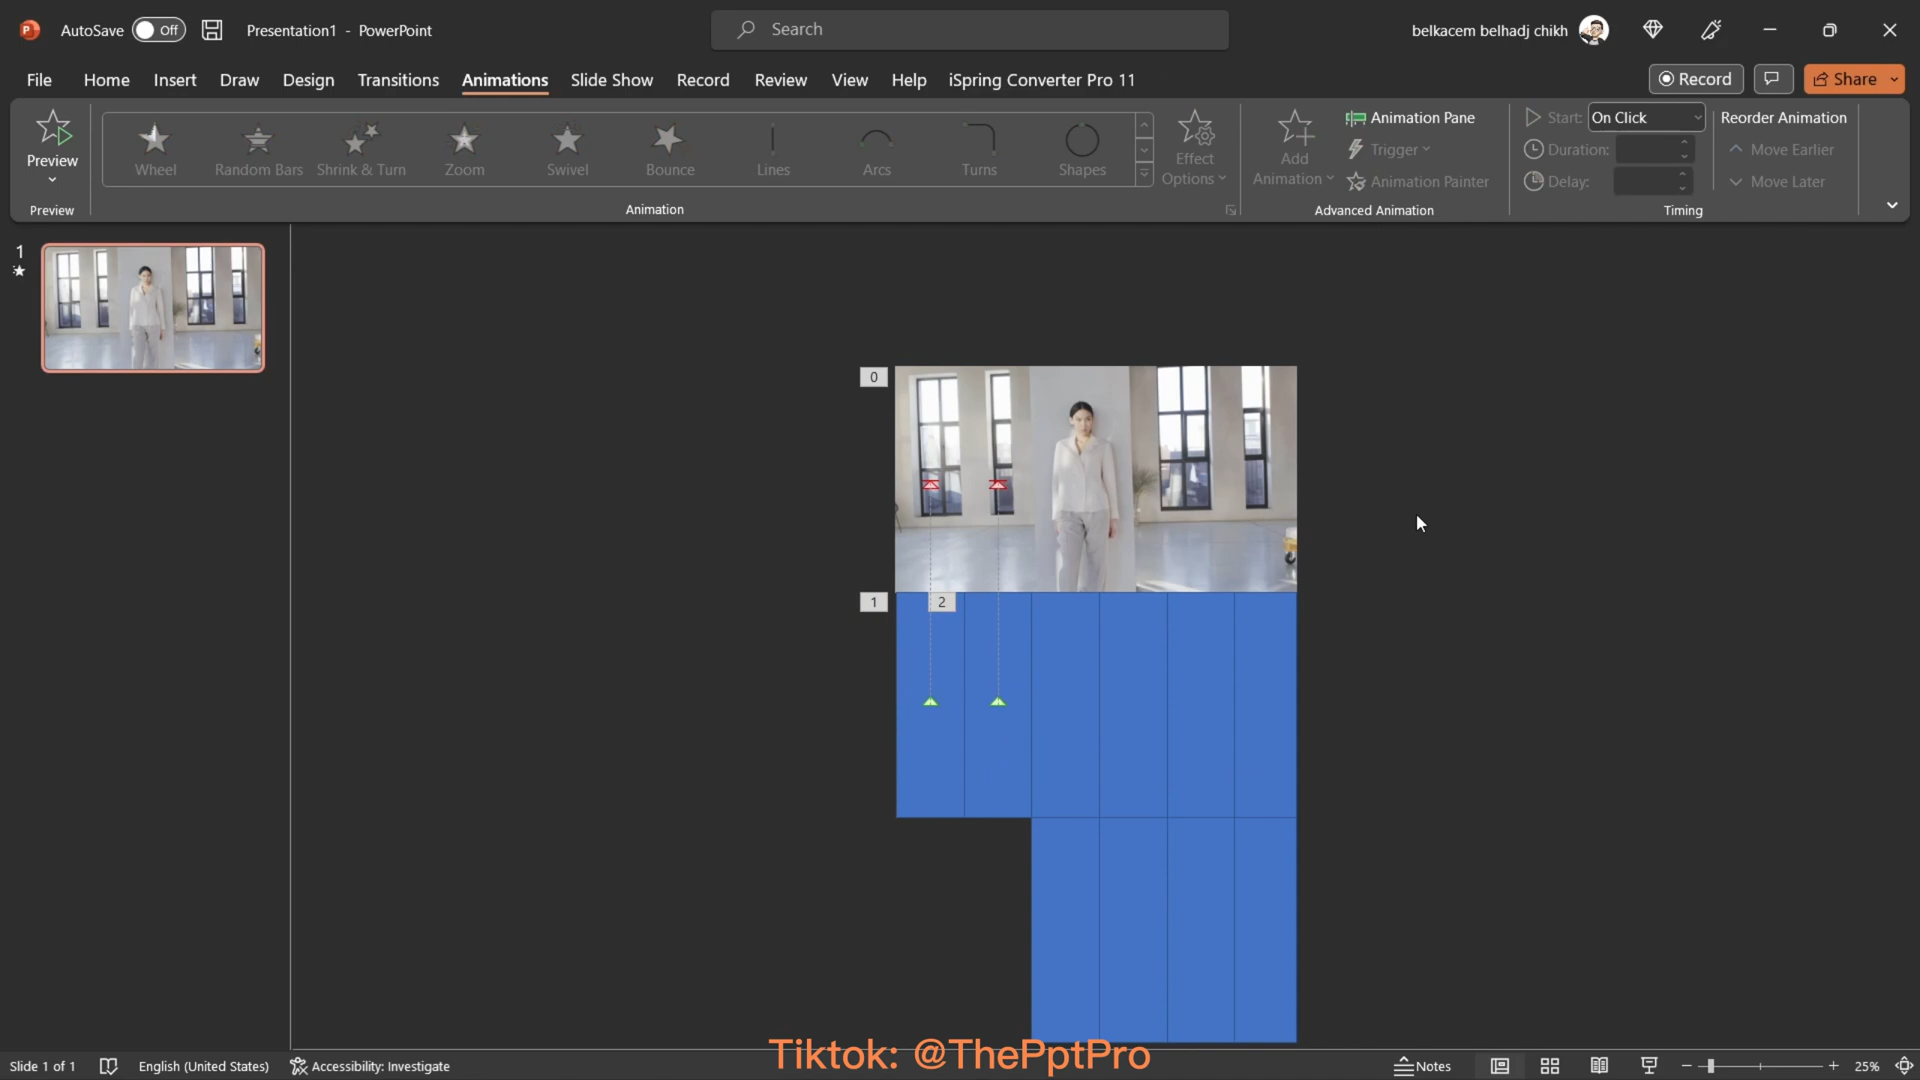 AutoSave Off Presentation1 - PowerPoint Search belkacem belhadj chikh
File Home Insert Draw Design Transitions Animations Slide Show Record Review View Help iSpring Converter Pro 11 Record Share
Preview
Wheel Random Bars Shrink & Turn Zoom Swivel Bounce Lines Arcs Turns Shapes
Effect Options
Add Animation
Animation Pane
Trigger
Animation Painter
Start: On Click
Duration:
Delay:
Reorder Animation
Move Earlier
Move Later
Preview Animation Advanced Animation Timing
1
0
1 2
Tiktok: @ThePptPro
Slide 1 of 1 English (United States) Accessibility: Investigate Notes 25%